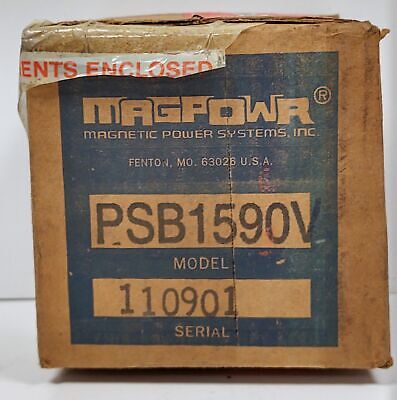 ENTS ENCLOSED
MAGPOWR®
MAGNETIC POWER SYSTEMS, INC.
FENTON, MO. 63026 U.S.A.
PSB1590V
MODEL
110901
SERIAL